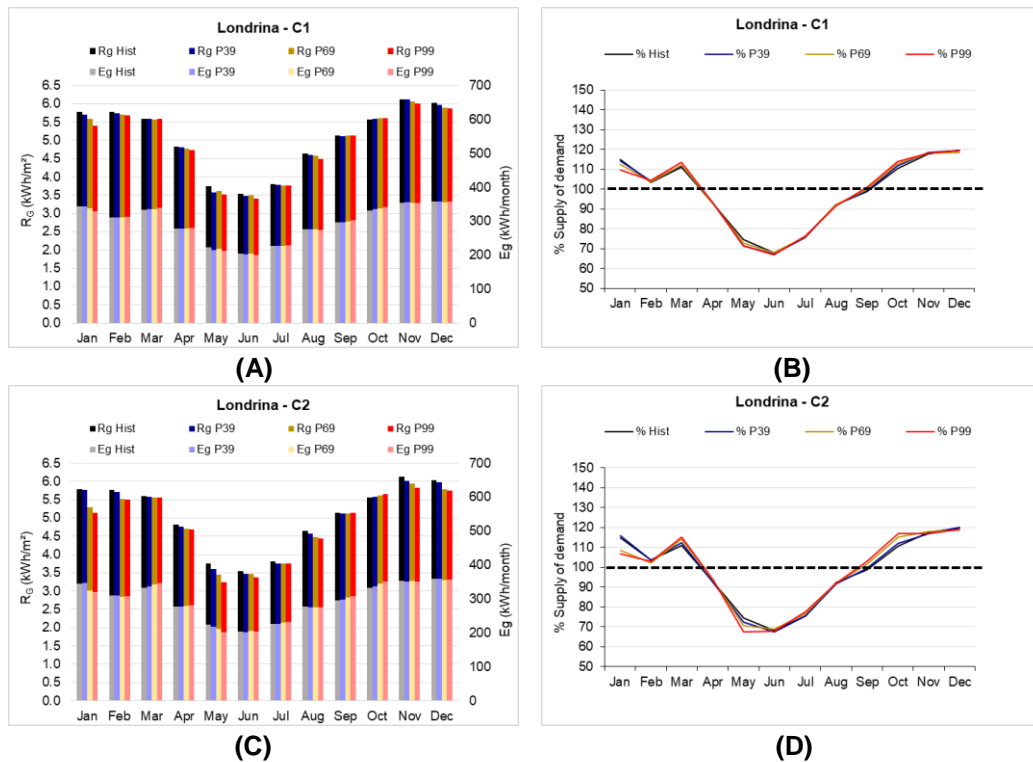 Londrina - C1
Rg Hist Rg P39 Rg P69 Rg P99
Eg Hist Eg P39 Eg P69 Eg P99
R_G (kWh/m²)
6.5
6.0
5.5
5.0
4.5
4.0
3.5
3.0
2.5
2.0
1.5
1.0
0.5
0.0
700
600
500
400
300
200
100
0
Eg (kWh/month)
Jan Feb Mar Apr May Jun Jul Aug Sep Oct Nov Dec
(A)
Londrina - C1
% Hist % P39 % P69 % P99
% Supply of demand
150
140
130
120
110
100
90
80
70
60
50
Jan Feb Mar Apr May Jun Jul Aug Sep Oct Nov Dec
(B)
Londrina - C2
Rg Hist Rg P39 Rg P69 Rg P99
Eg Hist Eg P39 Eg P69 Eg P99
R_G (kWh/m²)
6.5
6.0
5.5
5.0
4.5
4.0
3.5
3.0
2.5
2.0
1.5
1.0
0.5
0.0
700
600
500
400
300
200
100
0
Eg (kWh/month)
Jan Feb Mar Apr May Jun Jul Aug Sep Oct Nov Dec
(C)
Londrina - C2
% Hist % P39 % P69 % P99
% Supply of demand
150
140
130
120
110
100
90
80
70
60
50
Jan Feb Mar Apr May Jun Jul Aug Sep Oct Nov Dec
(D)